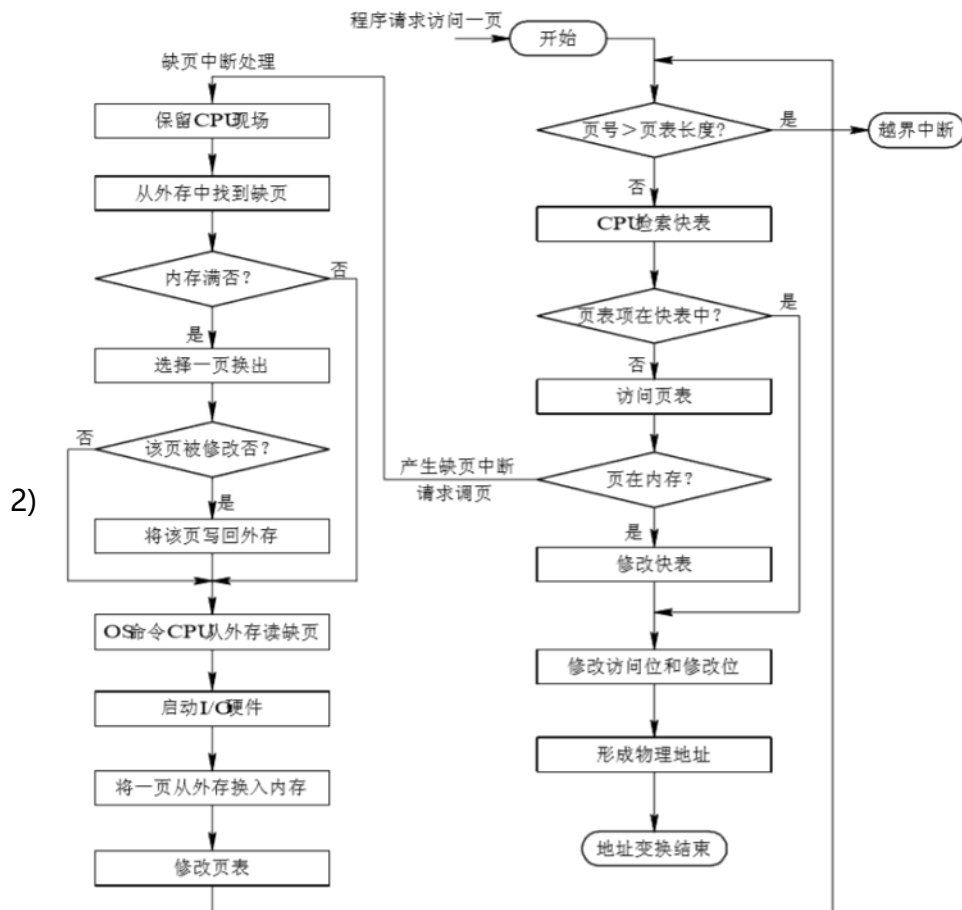 程序请求访问一页
开始
缺页中断处理
保留CPU现场
页号＞页表长度?
是
越界中断
从外存中找到缺页
否
CPU检索快表
内存满否?
否
页表项在快表中?
是
是
选择一页换出
否
访问页表
否
该页被修改否?
产生缺页中断
请求调页
页在内存?
2)
是
将该页写回外存
是
修改快表
OS命令CPU从外存读缺页
修改访问位和修改位
启动I/O硬件
形成物理地址
将一页从外存换入内存
地址变换结束
修改页表